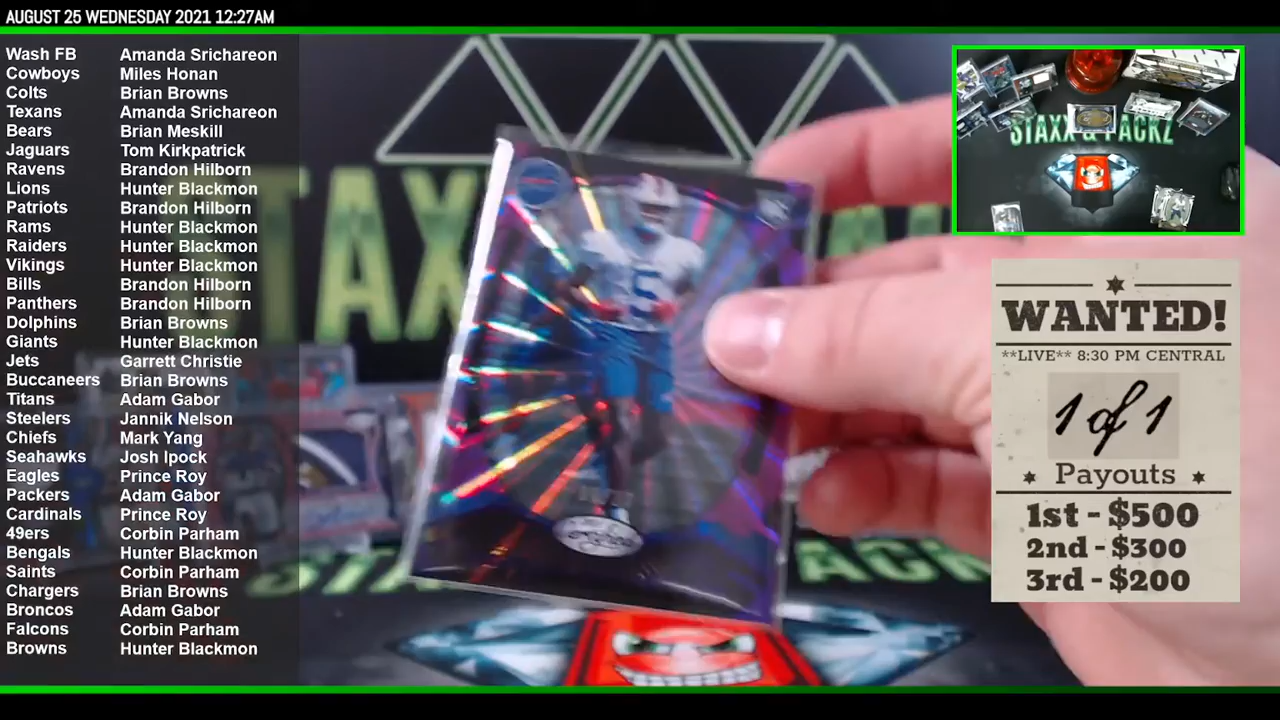 AUGUST 25 WEDNESDAY 2021 12:27AM
Wash FB Amanda Srichareon
Cowboys Miles Honan
Colts Brian Browns
Texans Amanda Srichareon
Bears Brian Meskill
Jaguars Tom Kirkpatrick
Ravens Brandon Hilborn
Lions Hunter Blackmon
Patriots Brandon Hilborn
Rams Hunter Blackmon
Raiders Hunter Blackmon
Vikings Hunter Blackmon
Bills Brandon Hilborn
Panthers Brandon Hilborn
Dolphins Brian Browns
Giants Hunter Blackmon
Jets Garrett Christie
Buccaneers Brian Browns
Titans Adam Gabor
Steelers Jannik Nelson
Chiefs Mark Yang
Seahawks Josh Ipock
Eagles Prince Roy
Packers Adam Gabor
Cardinals Prince Roy
49ers Corbin Parham
Bengals Hunter Blackmon
Saints Corbin Parham
Chargers Brian Browns
Broncos Adam Gabor
Falcons Corbin Parham
Browns Hunter Blackmon
STAXX & PACKZ
WANTED!
**LIVE** 8:30 PM CENTRAL
1 of 1
Payouts
1st - $500
2nd - $300
3rd - $200